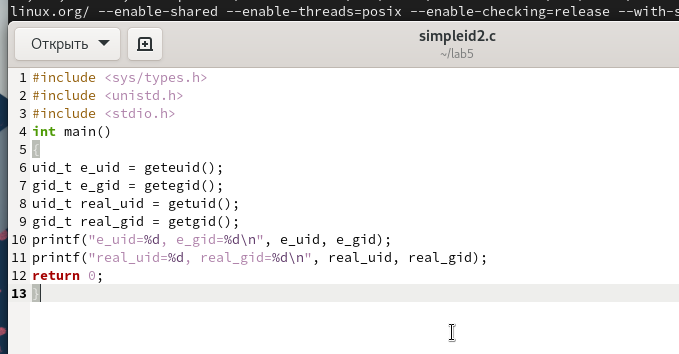 linux.org/ --enable-shared --enable-threads=posix --enable-checking=release --with-s
Открыть
simpleid2.c
~/lab5
1 #include <sys/types.h>
2 #include <unistd.h>
3 #include <stdio.h>
4 int main()
5 {
6 uid_t e_uid = geteuid();
7 gid_t e_gid = getegid();
8 uid_t real_uid = getuid();
9 gid_t real_gid = getgid();
10 printf("e_uid=%d, e_gid=%d\n", e_uid, e_gid);
11 printf("real_uid=%d, real_gid=%d\n", real_uid, real_gid);
12 return 0;
13 }